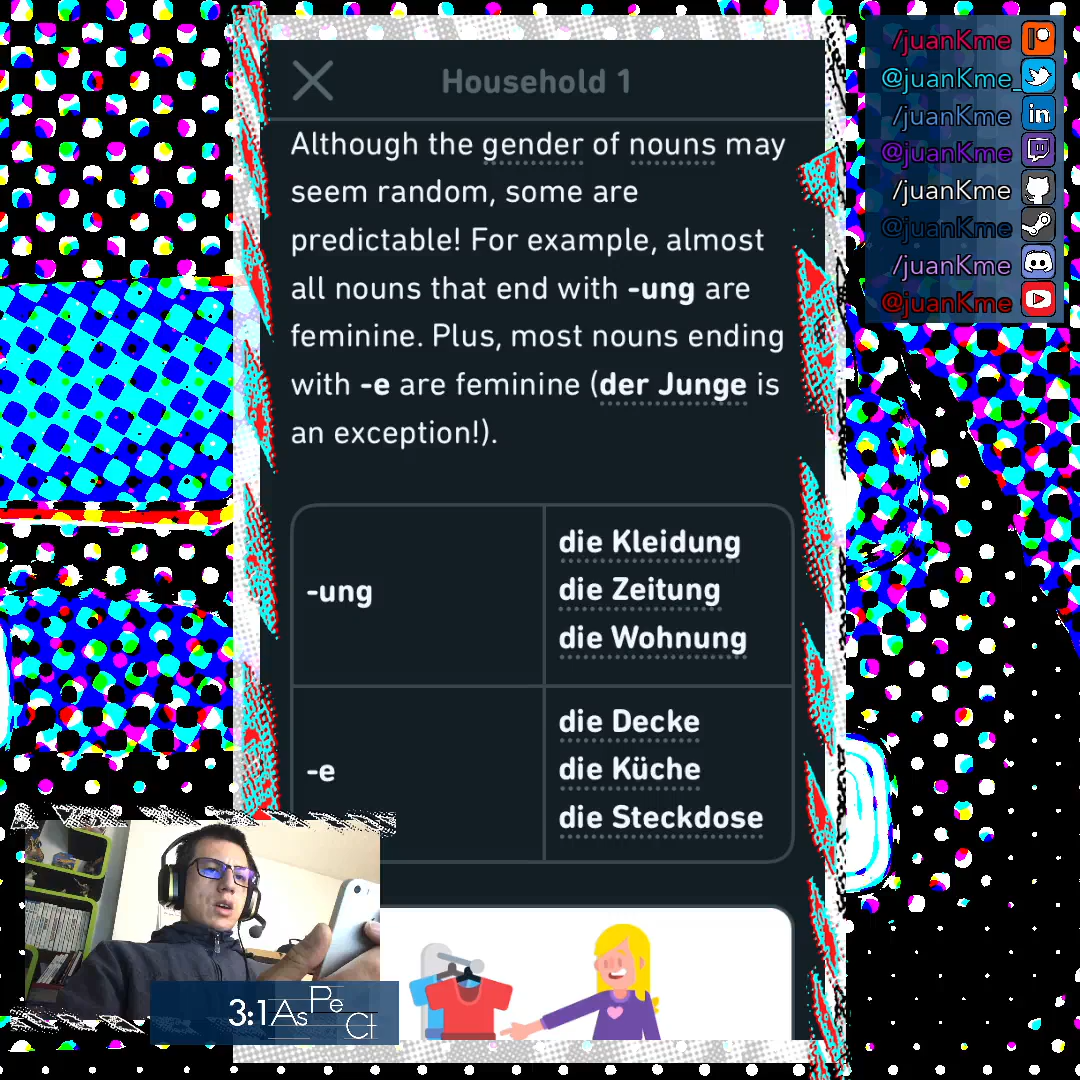 Household 1
Although the gender of nouns may
seem random, some are
predictable! For example, almost
all nouns that end with -ung are
feminine. Plus, most nouns ending
with -e are feminine (der Junge is
an exception!).
-ung
die Kleidung
die Zeitung
die Wohnung
-e
die Decke
die Küche
die Steckdose
/juanKme
@juanKme_
/juanKme
@juanKme
/juanKme
@juanKme
/juanKme
@juanKme
3:1AsPeCt